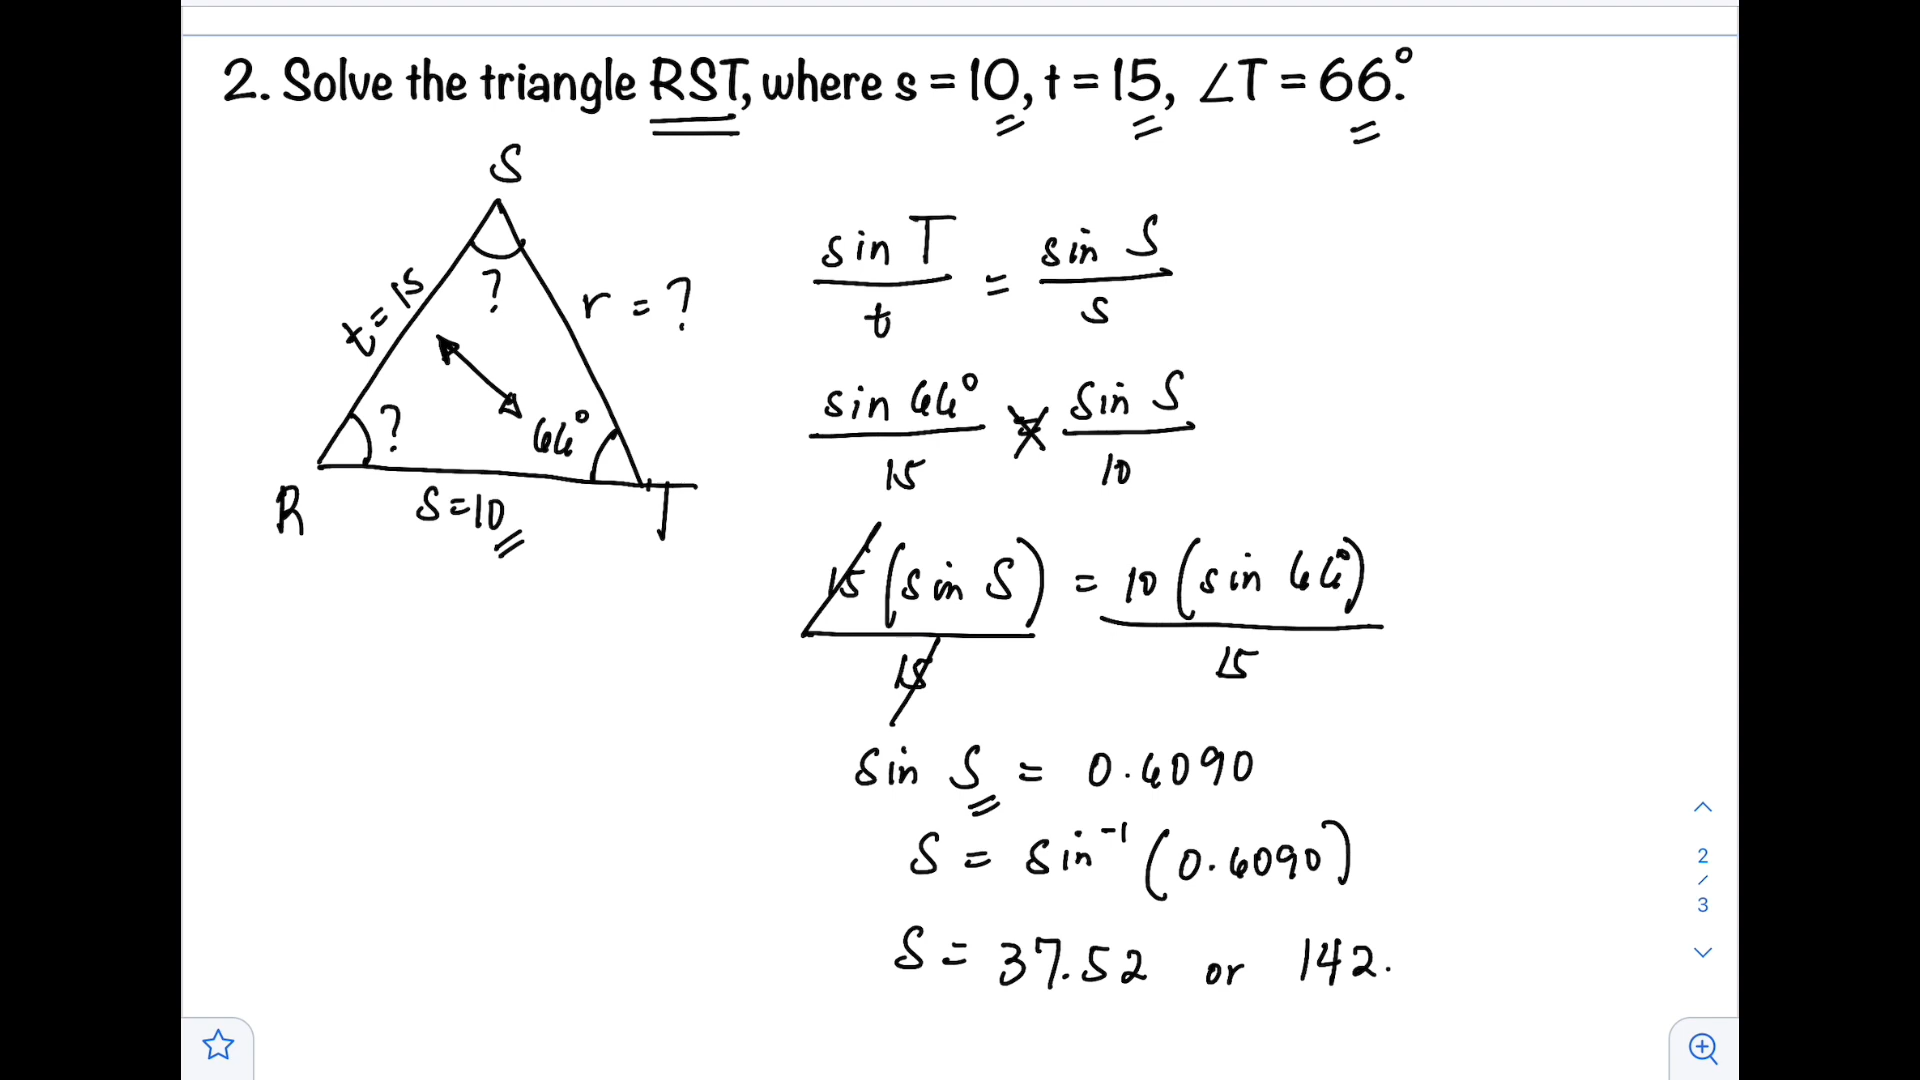 2. Solve the triangle RST, where s = 10, t = 15, ∠T = 66°.
S
t = 15
?
r = ?
?
66°
R
S = 10
T
sin T / t = sin S / s
sin 66° / 15 = sin S / 10
15 (sin S) / 15 = 10 (sin 66°) / 15
sin S = 0.6090
S = sin⁻¹ (0.6090)
S = 37.52 or 142.
2
/
3